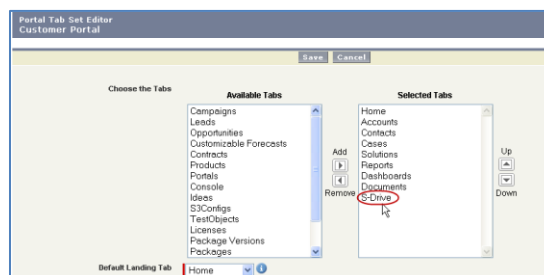 Portal Tab Set Editor
Customer Portal
Save Cancel
Choose the Tabs
Available Tabs
Campaigns
Leads
Opportunities
Customizable Forecasts
Contracts
Products
Portals
Console
Ideas
S3Configs
TestObjects
Licenses
Package Versions
Packages
Add
Remove
Selected Tabs
Home
Accounts
Contacts
Cases
Solutions
Reports
Dashboards
Documents
S-Drive
Up
Down
Default Landing Tab
Home